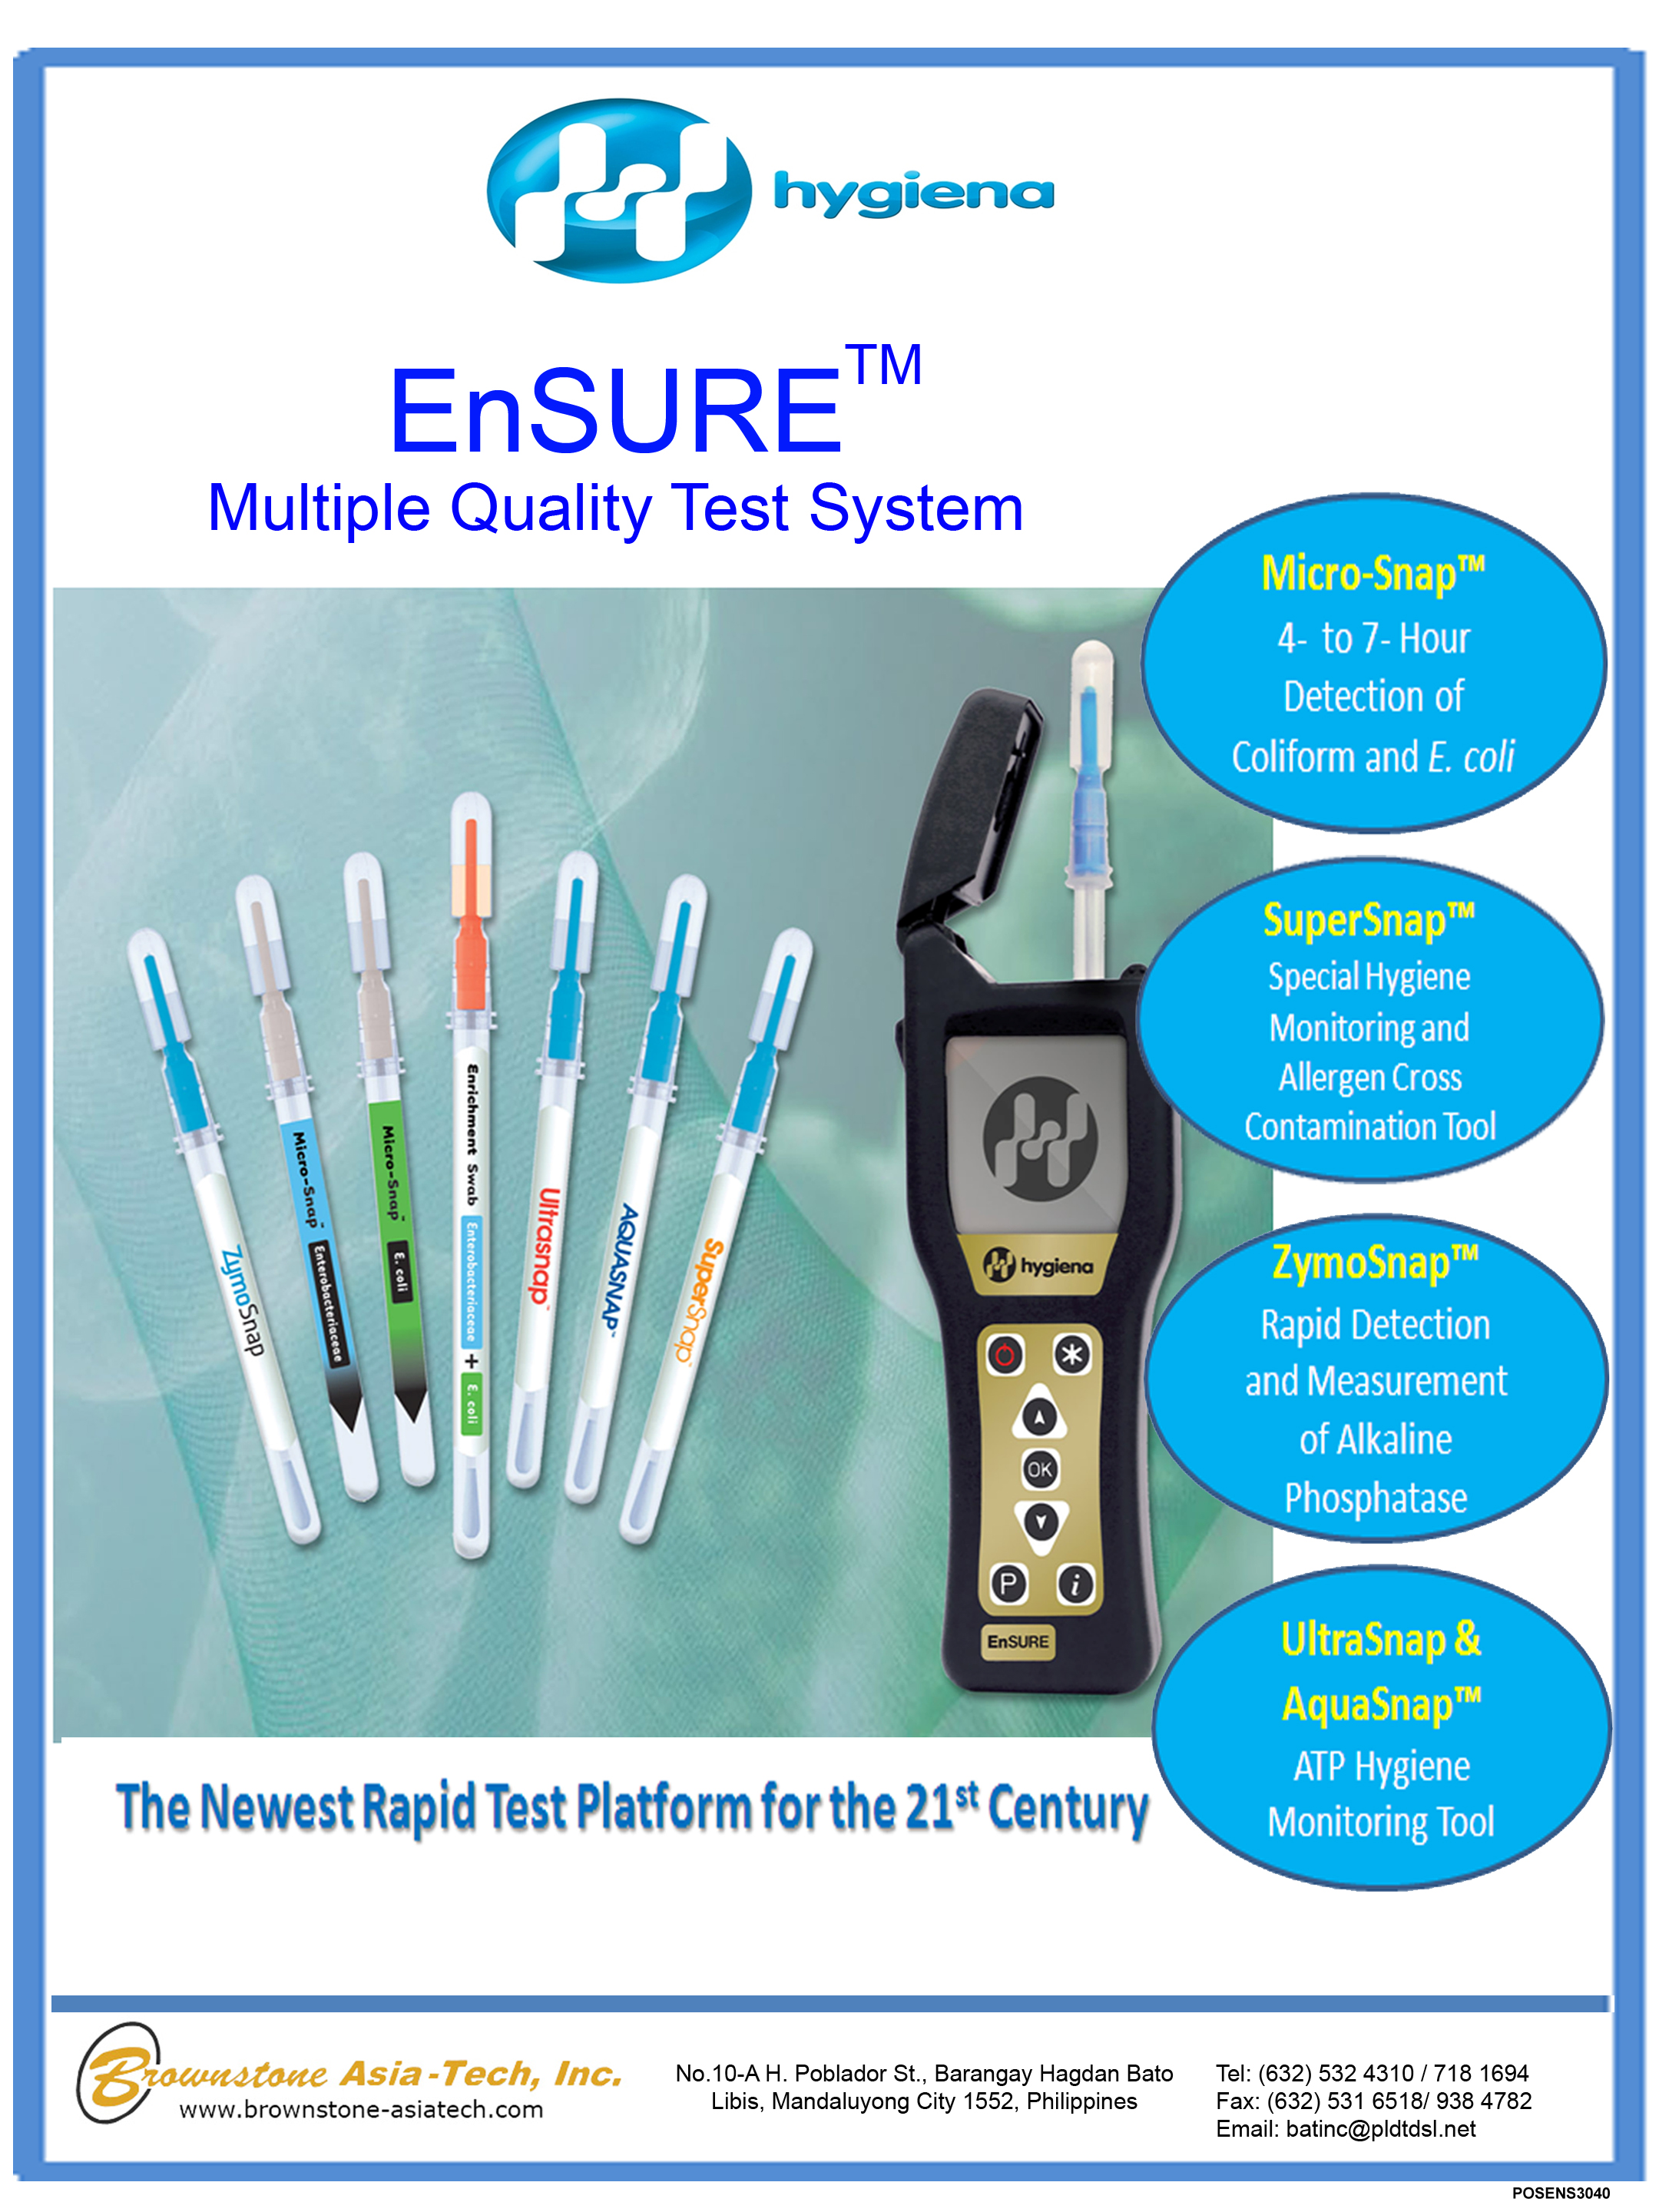 hygiena
EnSURE™
Multiple Quality Test System
Micro-Snap™
4- to 7- Hour
Detection of
Coliform and E. coli
SuperSnap™
Special Hygiene
Monitoring and
Allergen Cross
Contamination Tool
ZymoSnap™
Rapid Detection
and Measurement
of Alkaline
Phosphatase
UltraSnap &
AquaSnap™
ATP Hygiene
Monitoring Tool
ZymoSnap
Micro-Snap™ Enterobacteriaceae
Micro-Snap™ E. coli
Enrichment Swab Enterobacteriaceae + E. coli
Ultrasnap™
AQUASNAP™
SuperSnap™
hygiena
OK
P i
EnSURE
The Newest Rapid Test Platform for the 21st Century
Brownstone Asia-Tech, Inc.
www.brownstone-asiatech.com
No.10-A H. Poblador St., Barangay Hagdan Bato
Libis, Mandaluyong City 1552, Philippines
Tel: (632) 532 4310 / 718 1694
Fax: (632) 531 6518/ 938 4782
Email: batinc@pldtdsl.net
POSENS3040